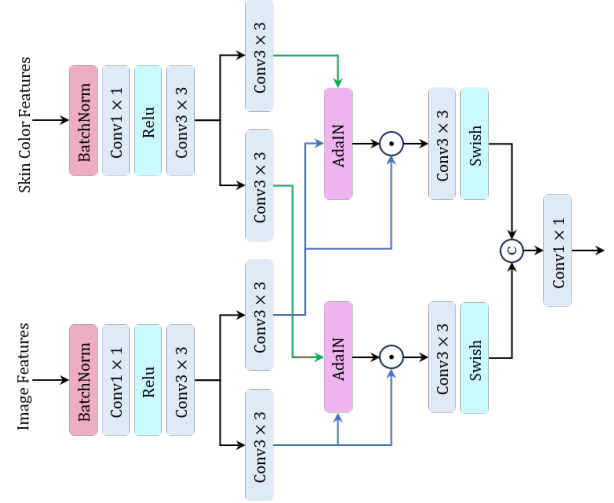 Skin Color Features
BatchNorm
Conv1 × 1
Relu
Conv3 × 3
Conv3 × 3
Conv3 × 3
AdaIN
Conv3 × 3
Swish
Image Features
BatchNorm
Conv1 × 1
Relu
Conv3 × 3
Conv3 × 3
Conv3 × 3
AdaIN
Conv3 × 3
Swish
C
Conv1 × 1